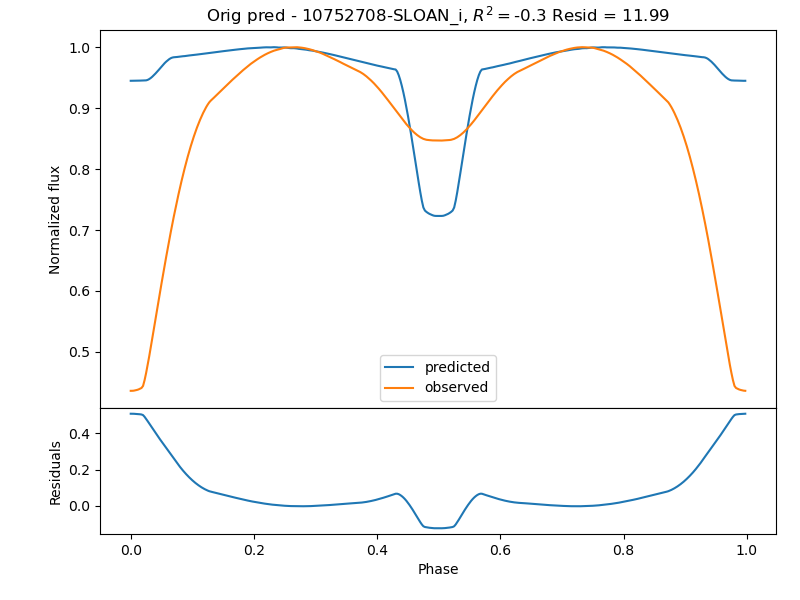 Orig pred - 10752708-SLOAN_i, R² = -0.3 Resid = 11.99
Normalized flux
1.0
0.9
0.8
0.7
0.6
0.5
predicted
observed
Residuals
0.4
0.2
0.0
0.0 0.2 0.4 0.6 0.8 1.0
Phase